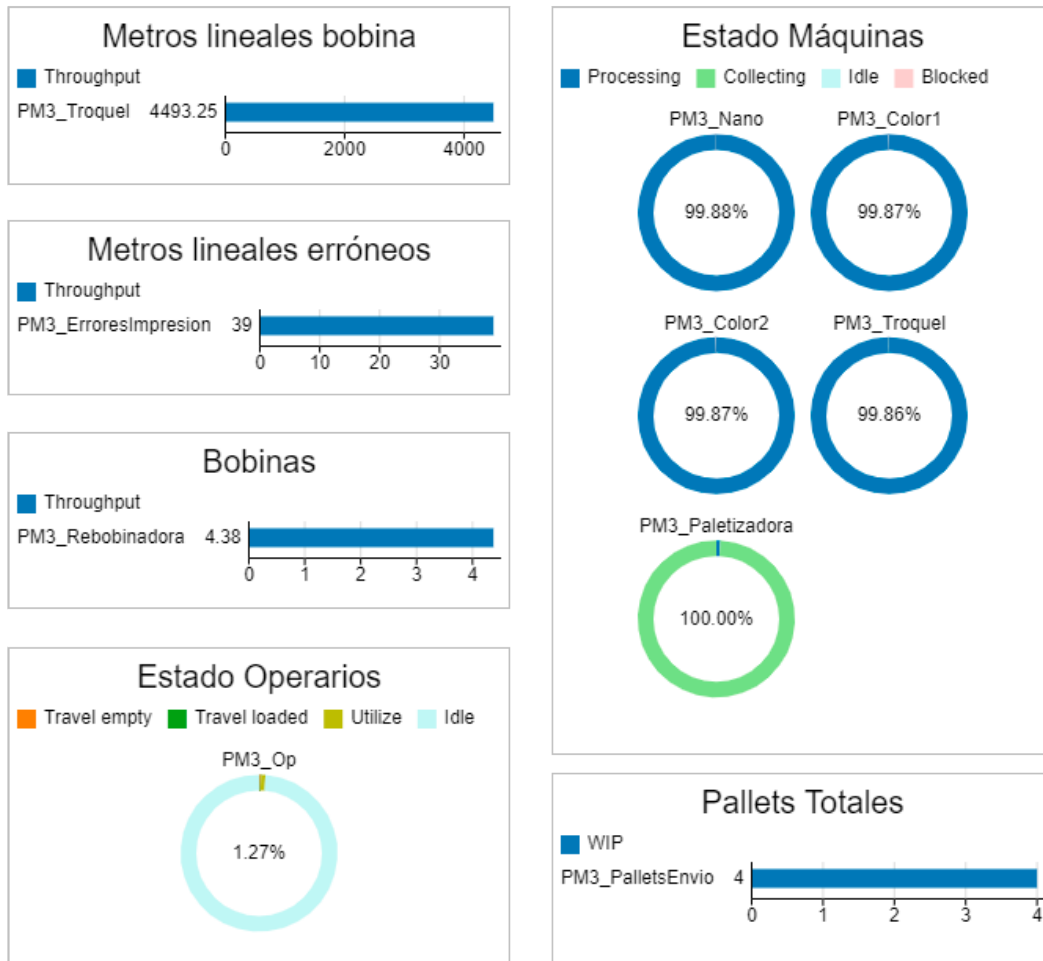 Metros lineales bobina
Throughput
PM3_Troquel 4493.25
0 2000 4000
Metros lineales erróneos
Throughput
PM3_ErroresImpresion 39
0 10 20 30
Bobinas
Throughput
PM3_Rebobinadora 4.38
0 1 2 3 4
Estado Operarios
Travel empty Travel loaded Utilize Idle
PM3_Op
1.27%
Estado Máquinas
Processing Collecting Idle Blocked
PM3_Nano PM3_Color1
99.88% 99.87%
PM3_Color2 PM3_Troquel
99.87% 99.86%
PM3_Paletizadora
100.00%
Pallets Totales
WIP
PM3_PalletsEnvio 4
0 1 2 3 4